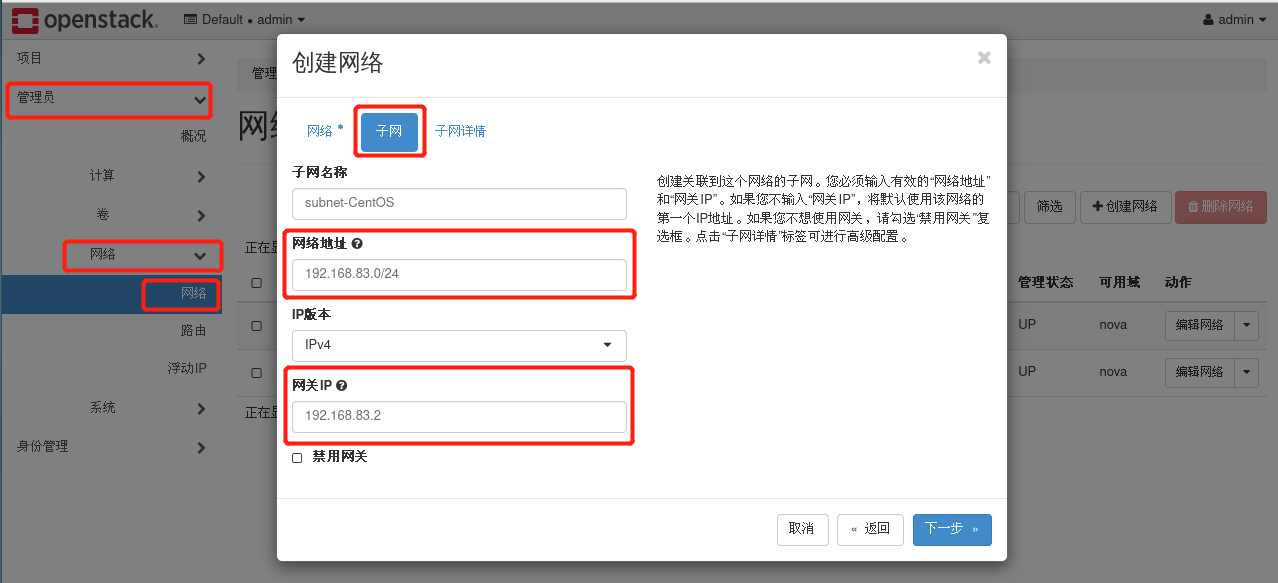 openstack.
Default • admin
admin
项目
管理员
概况
计算
卷
网络
网络
路由
浮动IP
系统
身份管理
管理
网络
筛选
创建网络
删除网络
正在显
管理状态 可用域 动作
UP nova 编辑网络
UP nova 编辑网络
正在显
创建网络
网络 * 子网 子网详情
子网名称
subnet-CentOS
网络地址
192.168.83.0/24
IP版本
IPv4
网关IP
192.168.83.2
禁用网关
创建关联到这个网络的子网。您必须输入有效的“网络地址”
和“网关IP”。如果您不输入“网关IP”，将默认使用该网络的
第一个IP地址。如果您不想使用网关，请勾选“禁用网关”复
选框。点击“子网详情”标签可进行高级配置。
取消 « 返回 下一步 »